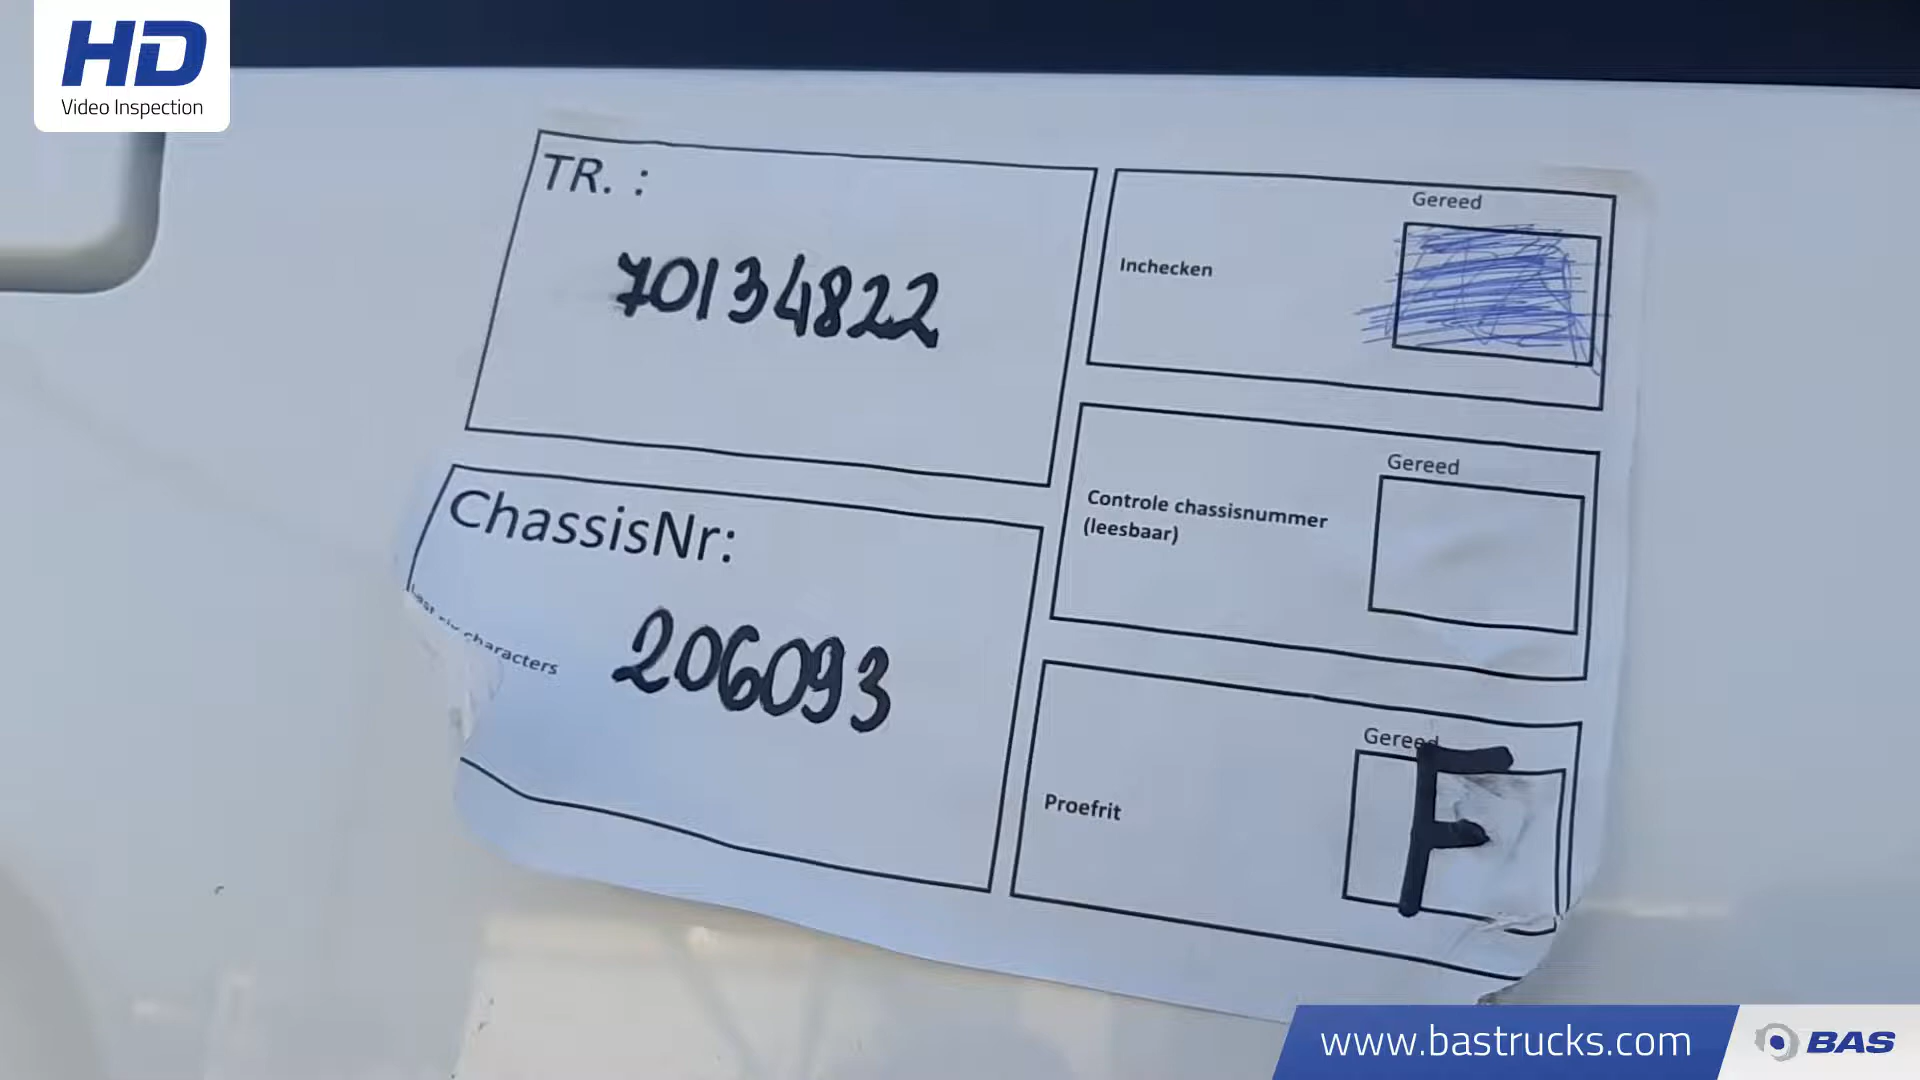 HD
Video Inspection
TR. :
70134822
ChassisNr:
characters
206093
Gereed
Inchecken
Gereed
Controle chassisnummer
(leesbaar)
Gereed
Proefrit
F
www.bastrucks.com
BAS